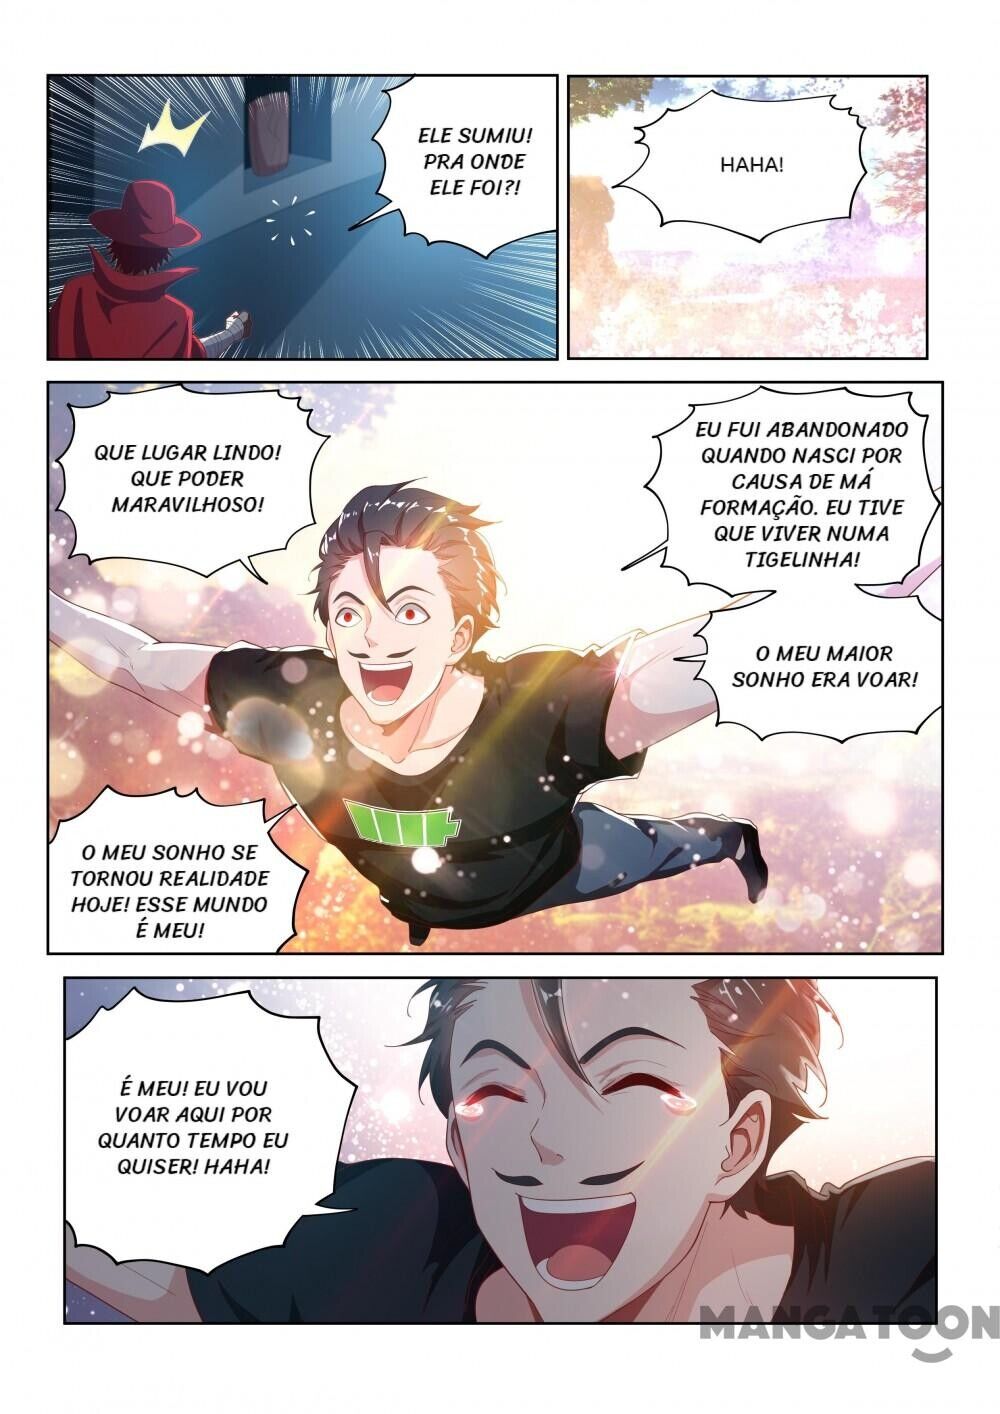 ELE SUMIU!
PRA ONDE
ELE FOI?!
HAHA!
QUE LUGAR LINDO!
QUE PODER
MARAVILHOSO!
EU FUI ABANDONADO
QUANDO NASCI POR
CAUSA DE MÁ
FORMAÇÃO. EU TIVE
QUE VIVER NUMA
TIGELINHA!
O MEU MAIOR
SONHO ERA VOAR!
O MEU SONHO SE
TORNOU REALIDADE
HOJE! ESSE MUNDO
É MEU!
É MEU! EU VOU
VOAR AQUI POR
QUANTO TEMPO EU
QUISER! HAHA!
MANGATOON